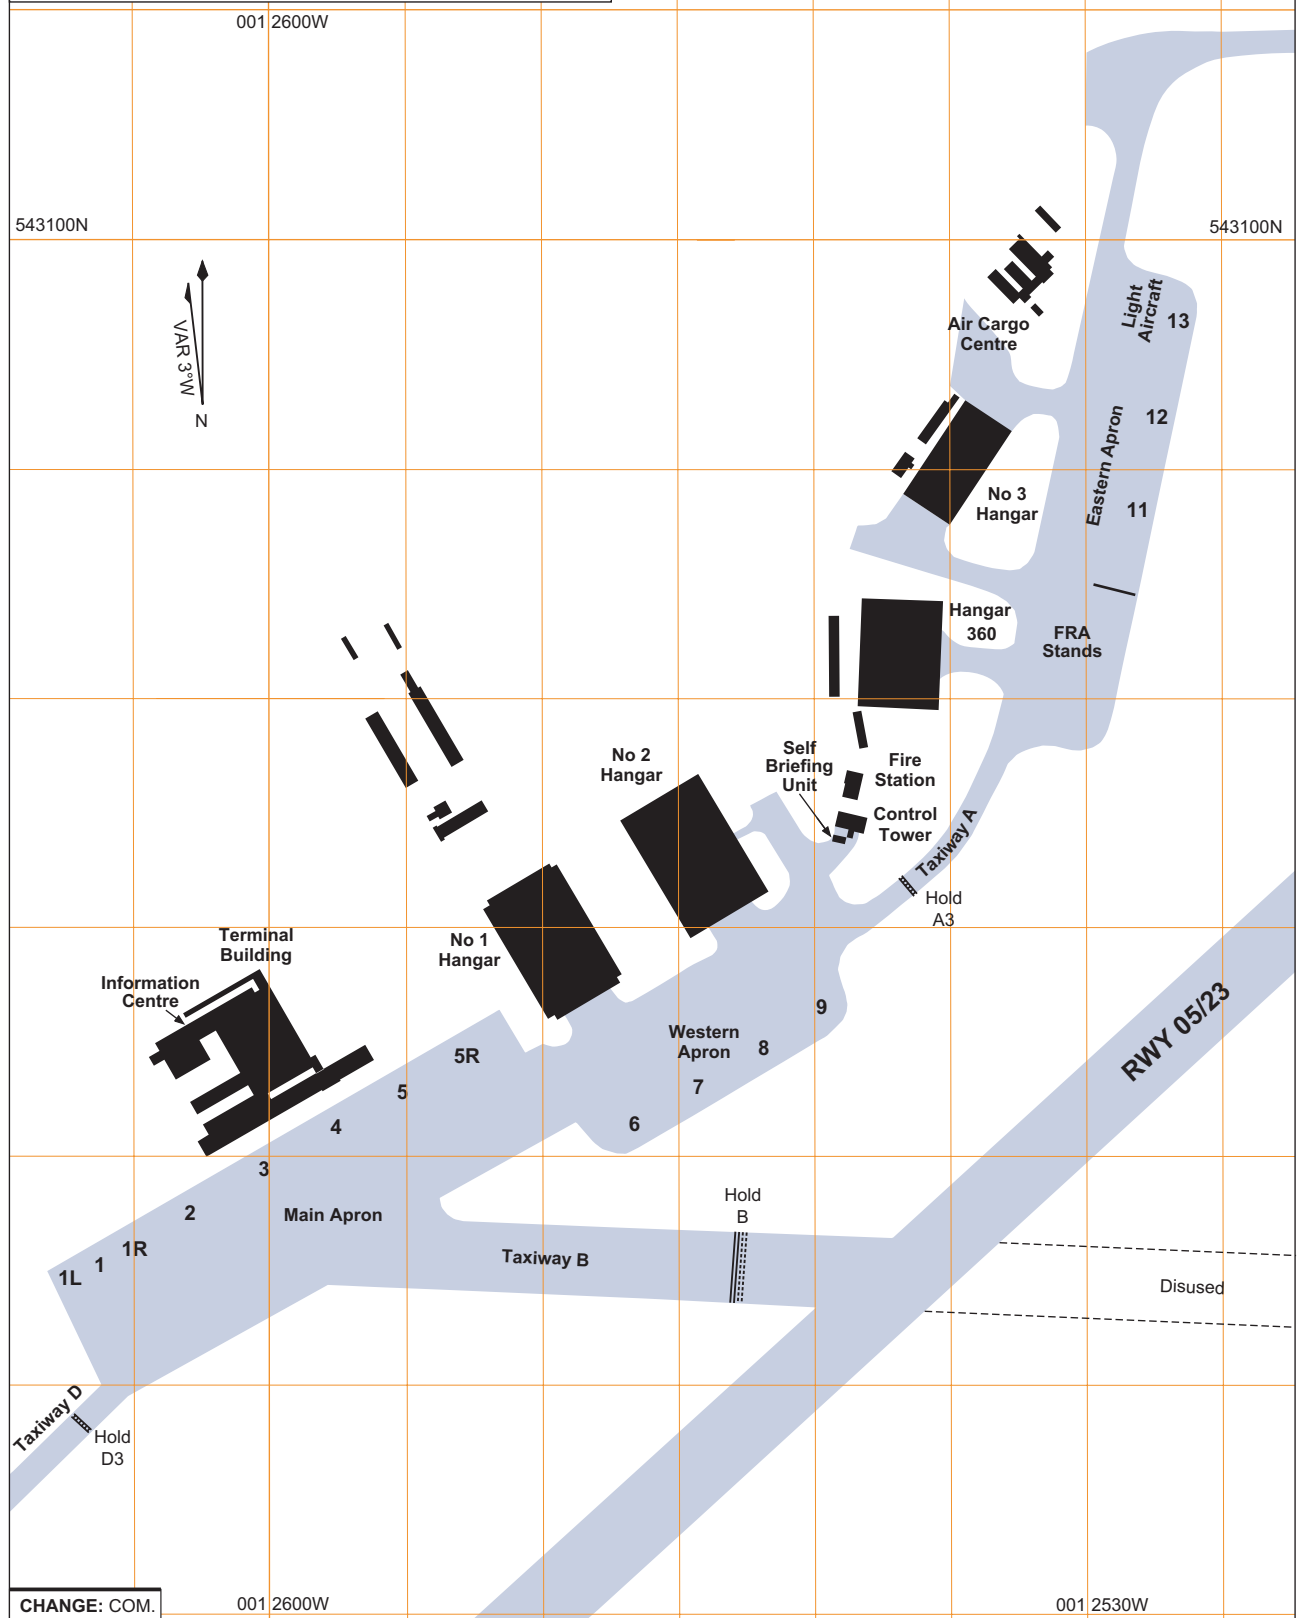 001 2600W
543100N
543100N
VAR 3°W
N
Air Cargo
Centre
Light
Aircraft
13
12
Eastern Apron
11
No 3
Hangar
Hangar
360
FRA
Stands
No 2
Hangar
Self
Briefing
Unit
Fire
Station
Control
Tower
Taxiway A
Hold
A3
Terminal
Building
Information
Centre
No 1
Hangar
Western
Apron
9
8
7
6
5R
5
4
3
2
1R
1
1L
Main Apron
RWY 05/23
Hold
B
Taxiway B
Disused
Taxiway D
Hold
D3
CHANGE: COM.
001 2600W
001 2530W